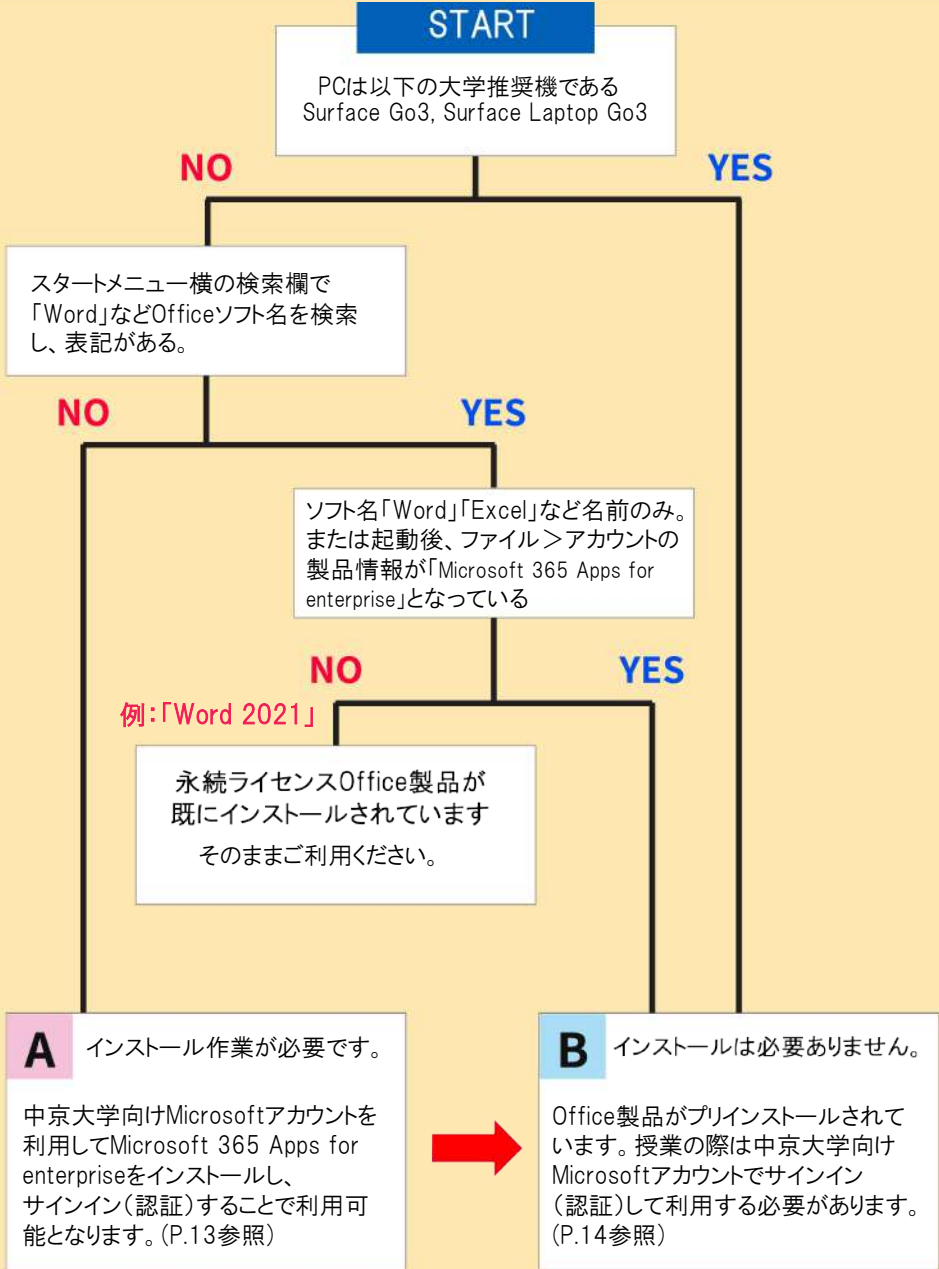 START
PCは以下の大学推奨機である
Surface Go3, Surface Laptop Go3
NO
YES
スタートメニュー横の検索欄で
「Word」などOfficeソフト名を検索
し、表記がある。
NO
YES
ソフト名「Word」「Excel」など名前のみ。
または起動後、ファイル＞アカウントの
製品情報が「Microsoft 365 Apps for
enterprise」となっている
NO
YES
例：「Word 2021」
永続ライセンスOffice製品が
既にインストールされています
そのままご利用ください。
A インストール作業が必要です。
中京大学向けMicrosoftアカウントを
利用してMicrosoft 365 Apps for
enterpriseをインストールし、
サインイン（認証）することで利用可
能となります。（P.13参照）
B インストールは必要ありません。
Office製品がプリインストールされて
います。授業の際は中京大学向け
Microsoftアカウントでサインイン
（認証）して利用する必要があります。
（P.14参照）